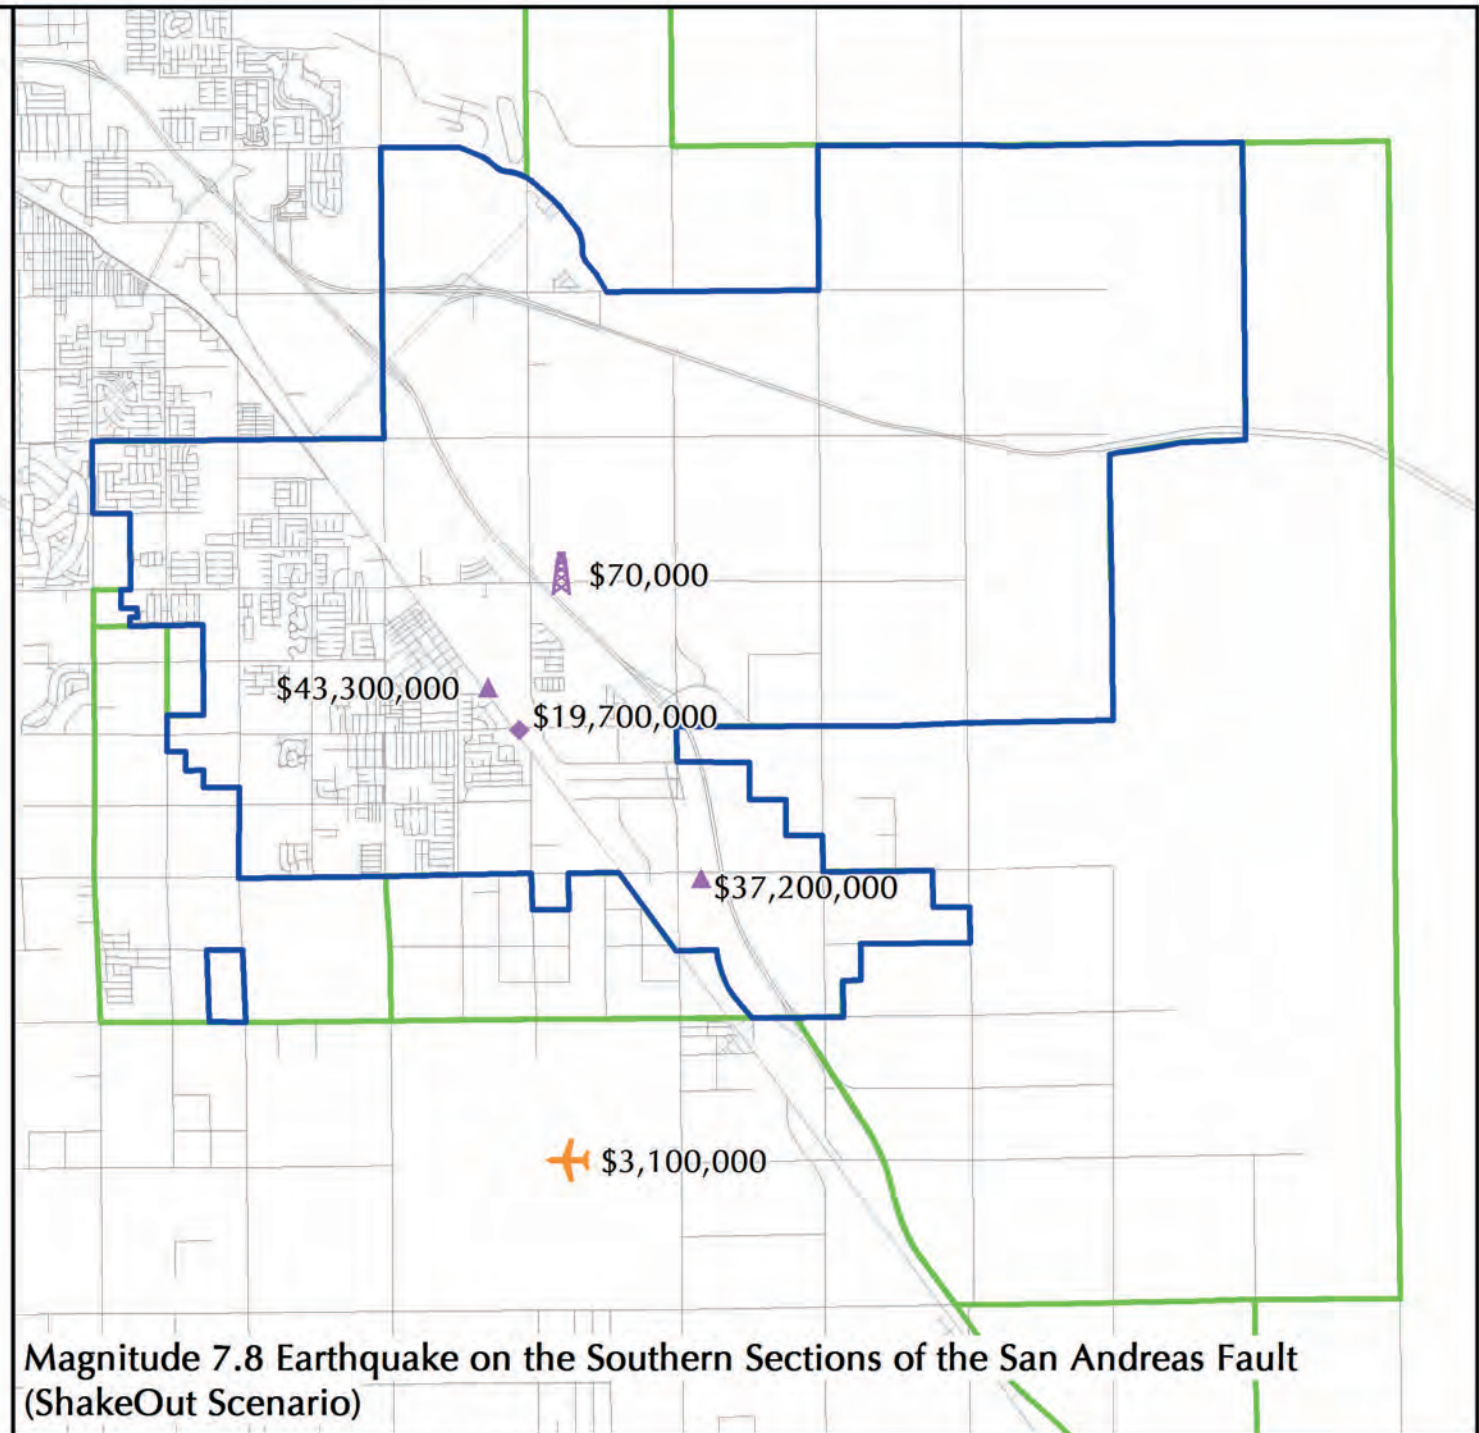 $70,000
$43,300,000
$19,700,000
$37,200,000
$3,100,000
Magnitude 7.8 Earthquake on the Southern Sections of the San Andreas Fault
(ShakeOut Scenario)